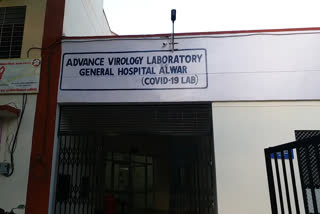 ADVANCE VIROLOGY LABORATORY
GENERAL HOSPITAL ALWAR
(COVID-19 LAB)